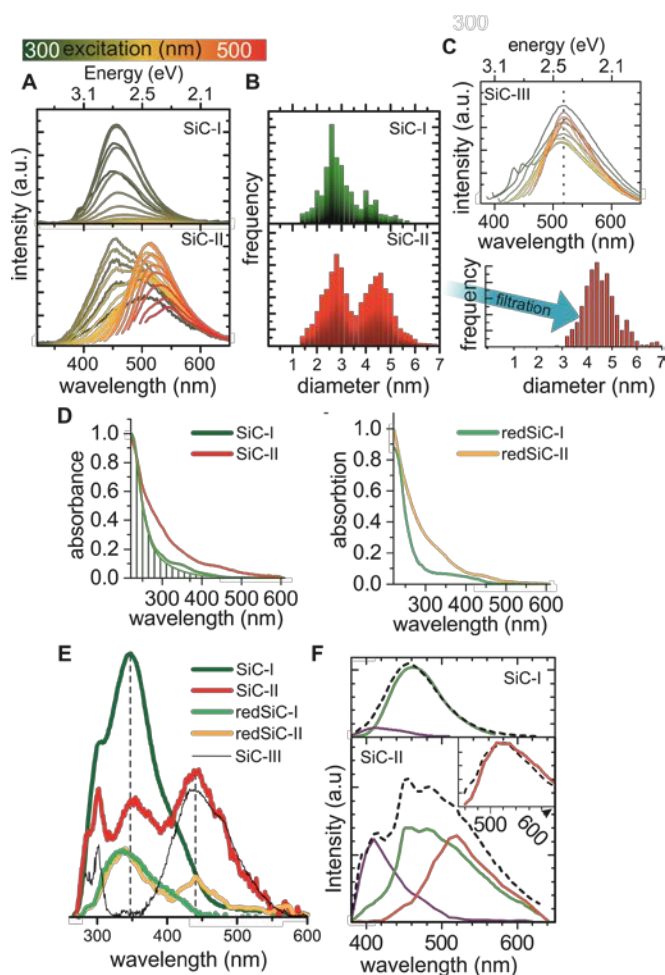 300
300 excitation (nm) 500
A
Energy (eV)
3.1 2.5 2.1
intensity (a.u.)
SiC-I
SiC-II
400 500 600
wavelength (nm)
B
frequency
SiC-I
SiC-II
1 2 3 4 5 6 7
diameter (nm)
C
energy (eV)
3.1 2.5 2.1
SiC-III
intensity (a.u.)
400 500 600
wavelength (nm)
filtration
frequency
1 2 3 4 5 6 7
diameter (nm)
D
absorbance
1.0
0.8
0.6
0.4
0.2
0.0
SiC-I
SiC-II
300 400 500 600
wavelength (nm)
absorbtion
1.0
0.8
0.6
0.4
0.2
0.0
redSiC-I
redSiC-II
300 400 500 600
wavelength (nm)
E
SiC-I
SiC-II
redSiC-I
redSiC-II
SiC-III
300 400 500 600
wavelength (nm)
F
SiC-I
SiC-II
Intensity (a.u)
500 600
400 500 600
wavelength (nm)